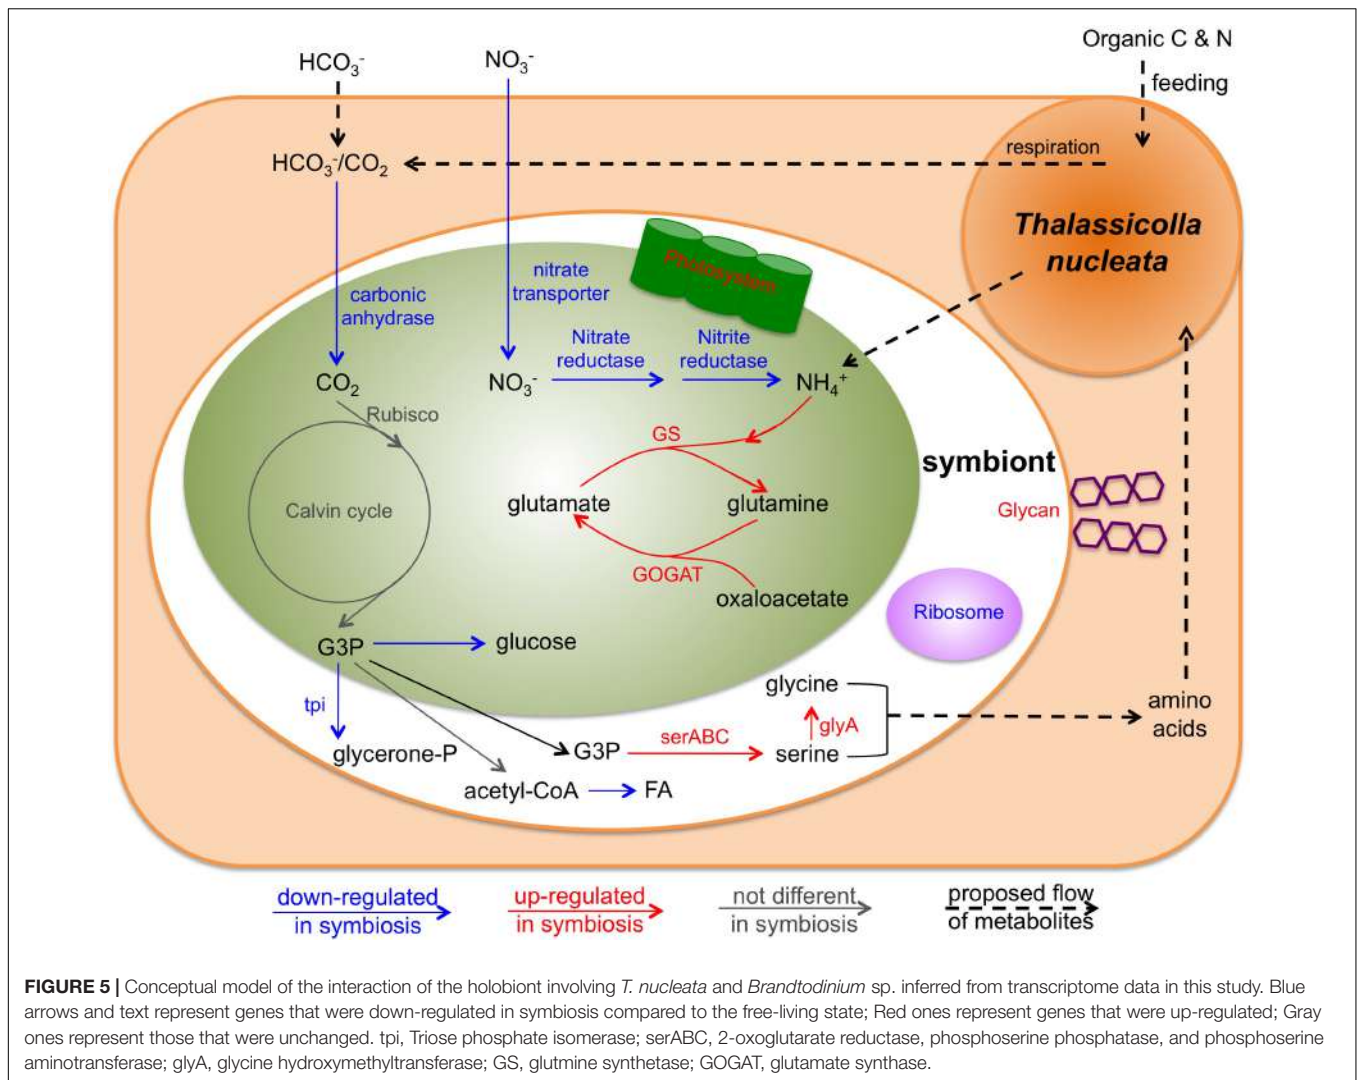 HCO₃⁻
NO₃⁻
Organic C & N
feeding
HCO₃⁻/CO₂
respiration
Thalassicolla
nucleata
Photosystem
nitrate
transporter
carbonic
anhydrase
Nitrate
reductase
Nitrite
reductase
CO₂
NO₃⁻
NH₄⁺
Rubisco
GS
symbiont
Calvin cycle
glutamate
glutamine
Glycan
GOGAT
oxaloacetate
Ribosome
G3P
glucose
tpi
glycine
amino
acids
glyA
serABC
glycerone-P
G3P
serine
acetyl-CoA
FA
down-regulated
in symbiosis
up-regulated
in symbiosis
not different
in symbiosis
proposed flow
of metabolites
FIGURE 5 | Conceptual model of the interaction of the holobiont involving T. nucleata and Brandtodinium sp. inferred from transcriptome data in this study. Blue
arrows and text represent genes that were down-regulated in symbiosis compared to the free-living state; Red ones represent genes that were up-regulated; Gray
ones represent those that were unchanged. tpi, Triose phosphate isomerase; serABC, 2-oxoglutarate reductase, phosphoserine phosphatase, and phosphoserine
aminotransferase; glyA, glycine hydroxymethyltransferase; GS, glutmine synthetase; GOGAT, glutamate synthase.